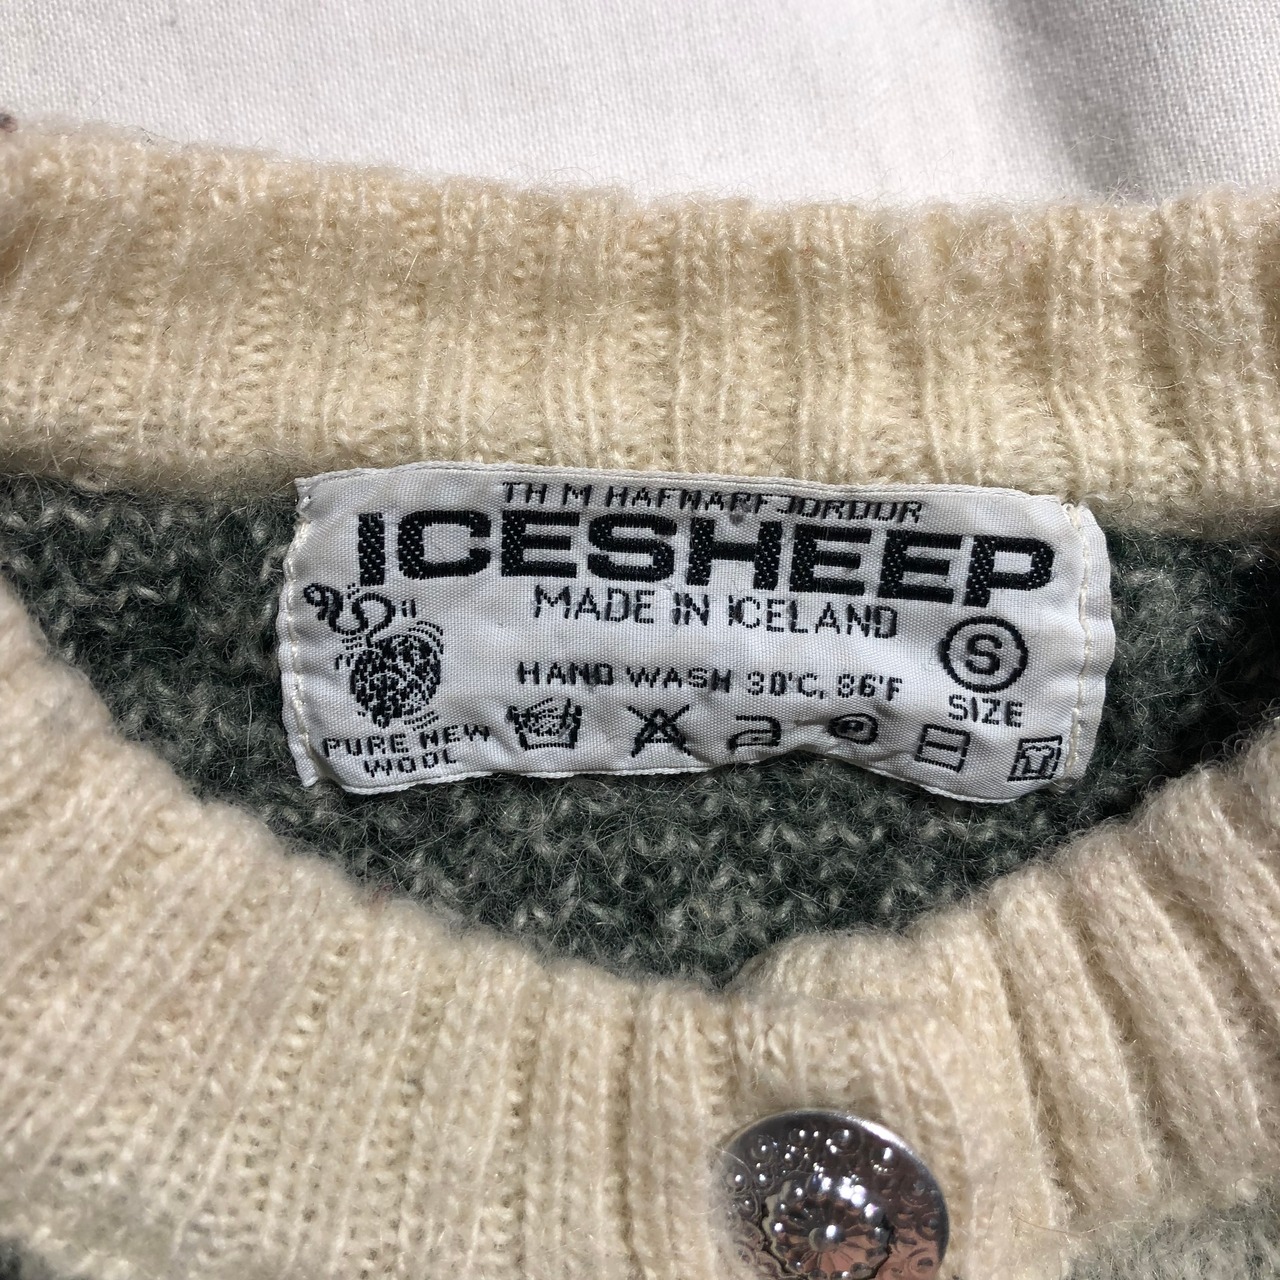 TH M HAFNARFJORDUR
ICESHEEP
MADE IN ICELAND
S
SIZE
HAND WASH 30°C, 86°F
PURE NEW
WOOL